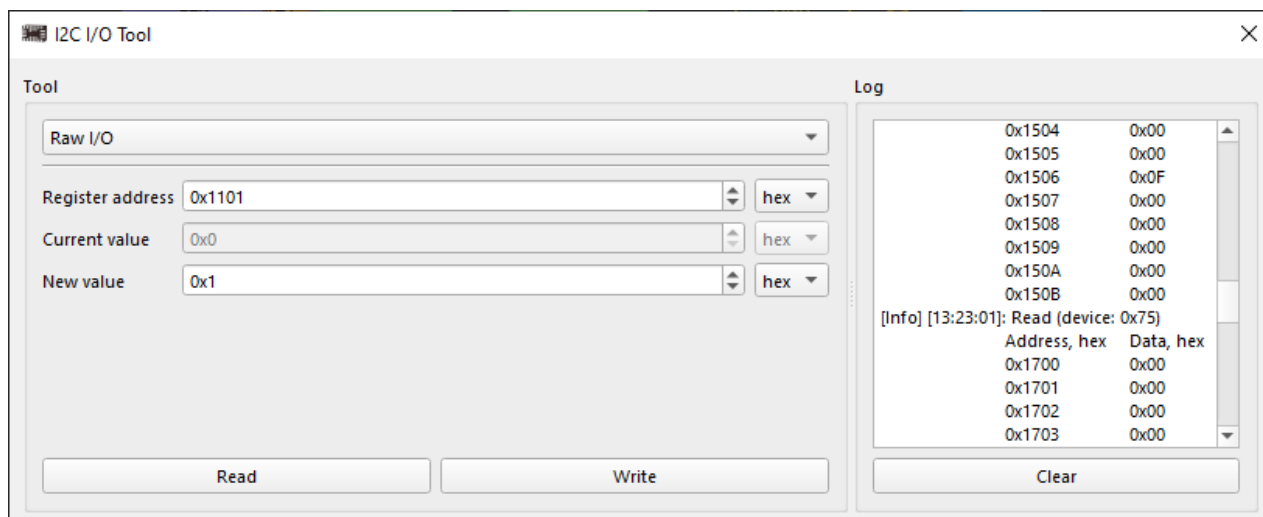 I2C I/O Tool
Tool
Raw I/O
Register address 0x1101 hex
Current value 0x0 hex
New value 0x1 hex
Read Write
Log
0x1504 0x00
0x1505 0x00
0x1506 0x0F
0x1507 0x00
0x1508 0x00
0x1509 0x00
0x150A 0x00
0x150B 0x00
[Info] [13:23:01]: Read (device: 0x75)
Address, hex Data, hex
0x1700 0x00
0x1701 0x00
0x1702 0x00
0x1703 0x00
Clear